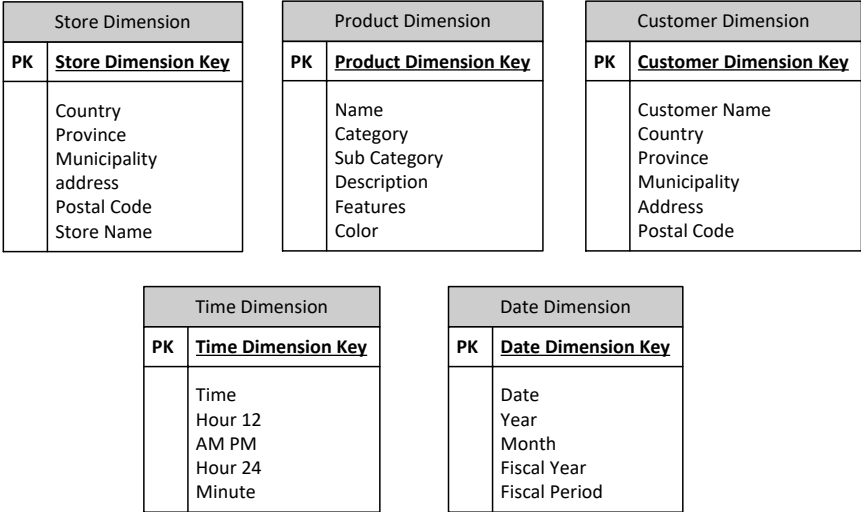 Store Dimension
PK Store Dimension Key
Country
Province
Municipality
address
Postal Code
Store Name
Product Dimension
PK Product Dimension Key
Name
Category
Sub Category
Description
Features
Color
Customer Dimension
PK Customer Dimension Key
Customer Name
Country
Province
Municipality
Address
Postal Code
Time Dimension
PK Time Dimension Key
Time
Hour 12
AM PM
Hour 24
Minute
Date Dimension
PK Date Dimension Key
Date
Year
Month
Fiscal Year
Fiscal Period